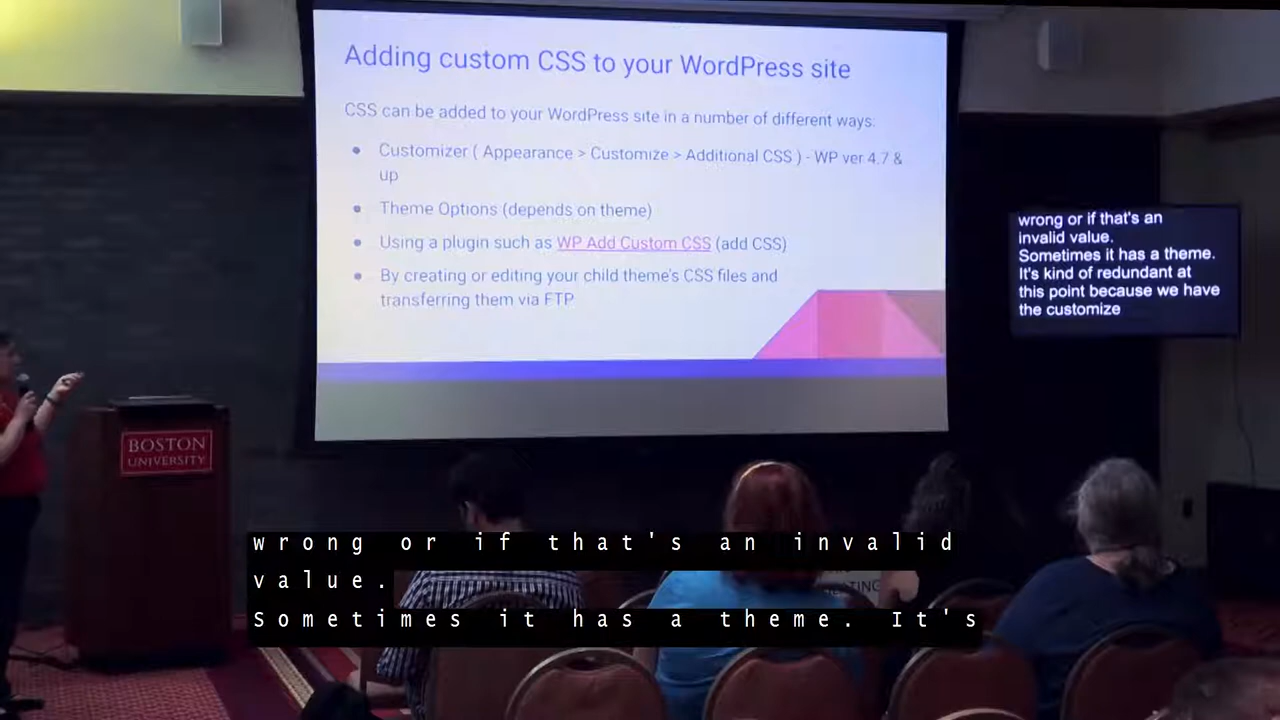 Adding custom CSS to your WordPress site
CSS can be added to your WordPress site in a number of different ways:
● Customizer ( Appearance > Customize > Additional CSS ) - WP ver 4.7 &
up
● Theme Options (depends on theme)
● Using a plugin such as WP Add Custom CSS (add CSS)
● By creating or editing your child theme's CSS files and
transferring them via FTP
wrong or if that's an
invalid value.
Sometimes it has a theme.
It's kind of redundant at
this point because we have
the customize
BOSTON
UNIVERSITY
wrong or if that's an invalid
value.
Sometimes it has a theme. It's